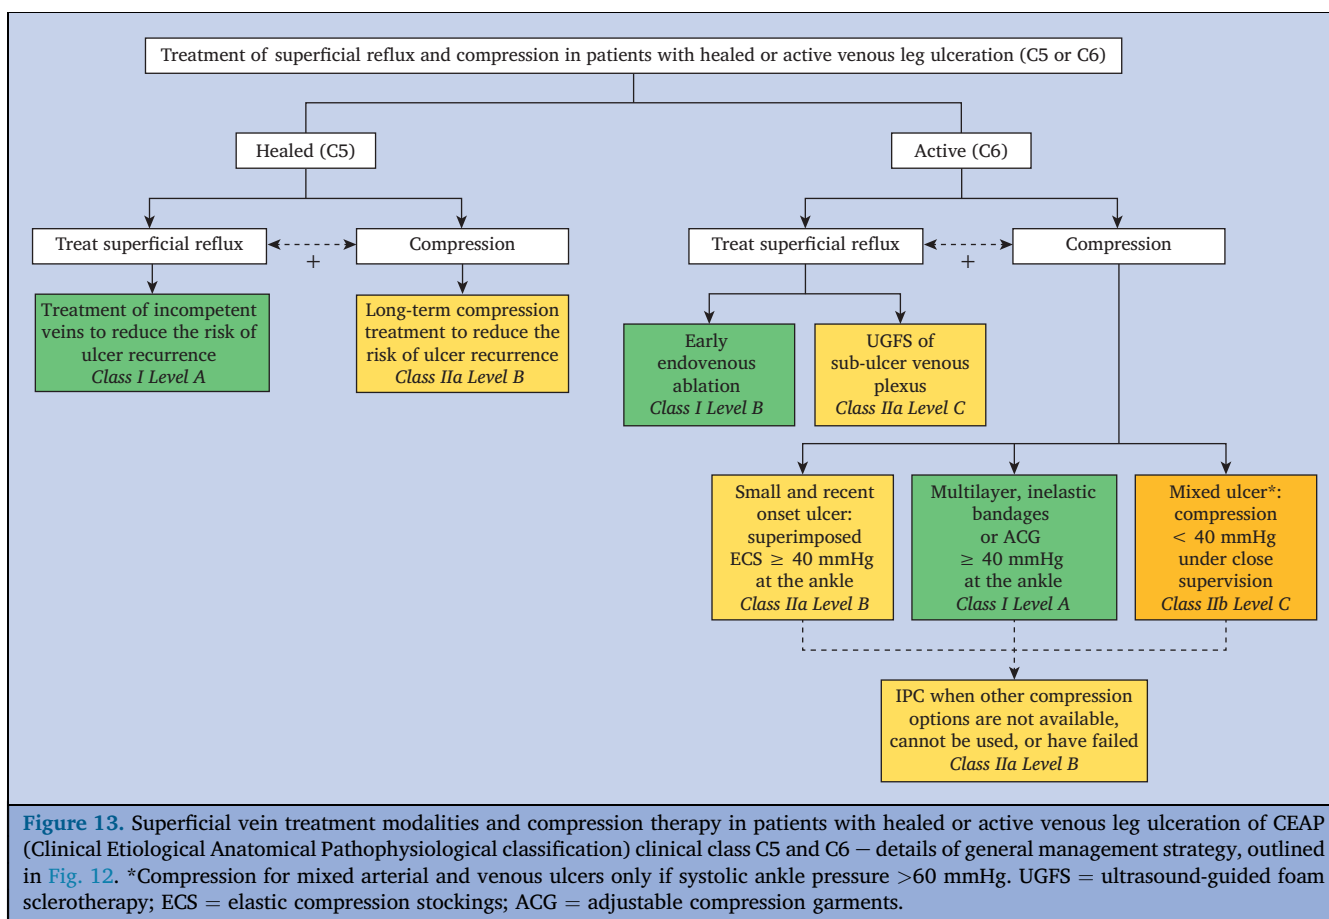 Treatment of superficial reflux and compression in patients with healed or active venous leg ulceration (C5 or C6)
Healed (C5)
Active (C6)
Treat superficial reflux
+
Compression
Treat superficial reflux
+
Compression
Treatment of incompetent
veins to reduce the risk of
ulcer recurrence
Class I Level A
Long-term compression
treatment to reduce the
risk of ulcer recurrence
Class IIa Level B
Early
endovenous
ablation
Class I Level B
UGFS of
sub-ulcer venous
plexus
Class IIa Level C
Small and recent
onset ulcer:
superimposed
ECS ≥ 40 mmHg
at the ankle
Class IIa Level B
Multilayer, inelastic
bandages
or ACG
≥ 40 mmHg
at the ankle
Class I Level A
Mixed ulcer*:
compression
< 40 mmHg
under close
supervision
Class IIb Level C
IPC when other compression
options are not available,
cannot be used, or have failed
Class IIa Level B
Figure 13. Superficial vein treatment modalities and compression therapy in patients with healed or active venous leg ulceration of CEAP
(Clinical Etiological Anatomical Pathophysiological classification) clinical class C5 and C6 – details of general management strategy, outlined
in Fig. 12. *Compression for mixed arterial and venous ulcers only if systolic ankle pressure >60 mmHg. UGFS = ultrasound-guided foam
sclerotherapy; ECS = elastic compression stockings; ACG = adjustable compression garments.